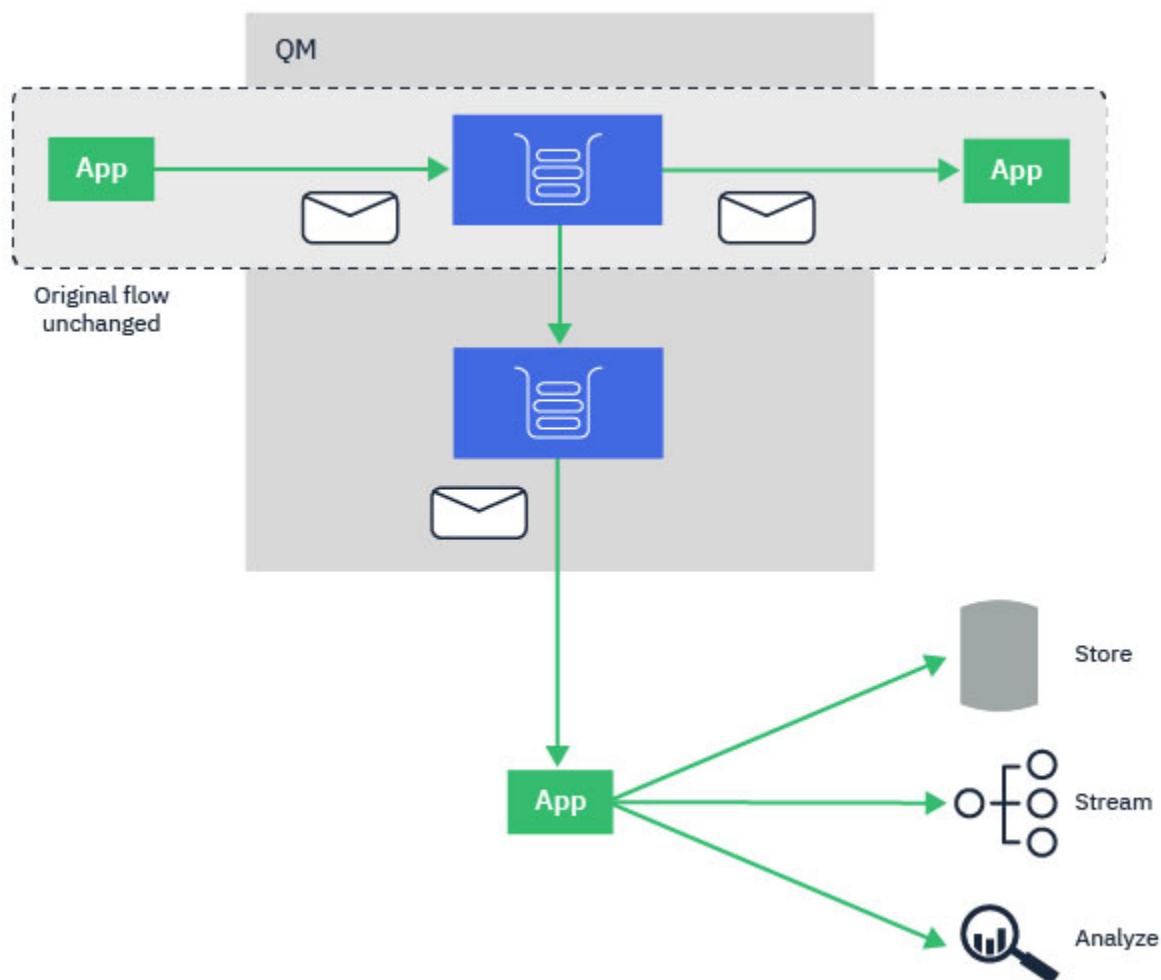 QM
App
App
Original flow
unchanged
Store
App
Stream
Analyze